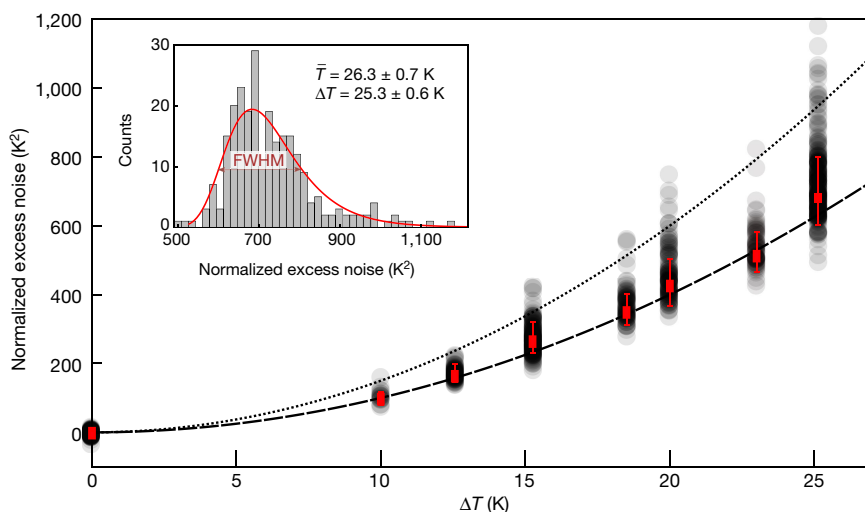 1,200
1,000
800
600
400
200
0
Normalized excess noise (K²)
30
20
10
0
Counts
T̄ = 26.3 ± 0.7 K
ΔT = 25.3 ± 0.6 K
FWHM
500 700 900 1,100
Normalized excess noise (K²)
0 5 10 15 20 25
ΔT (K)